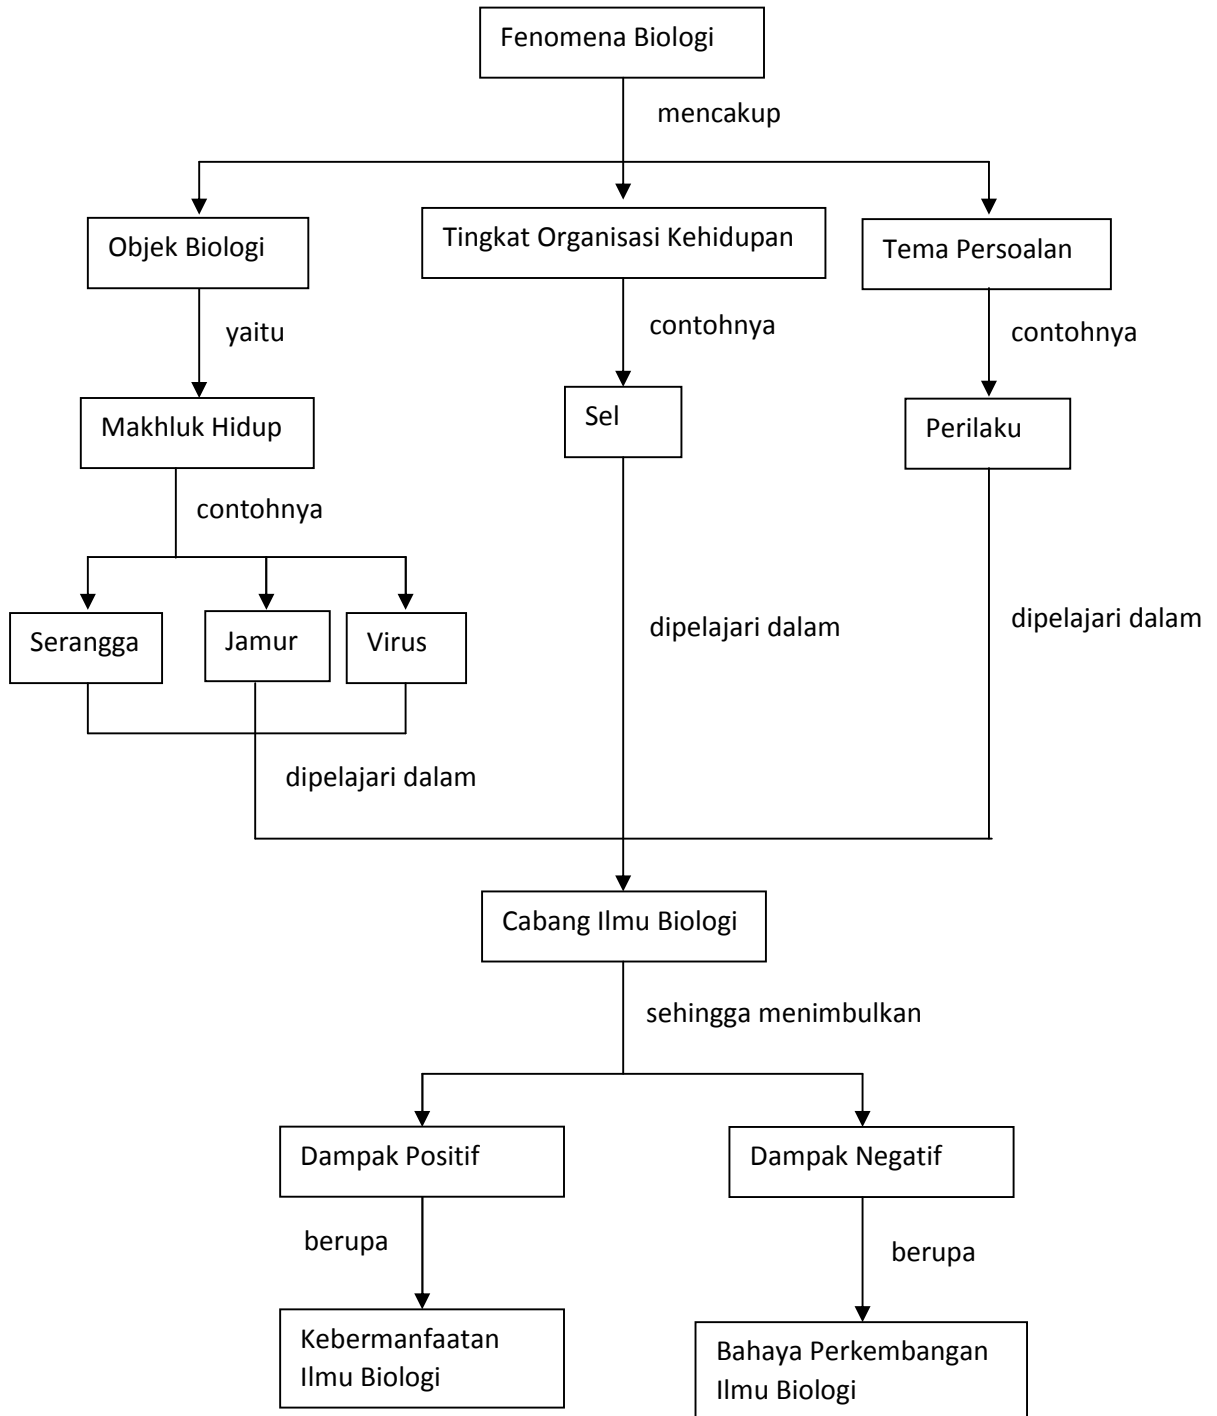 Fenomena Biologi
mencakup
Objek Biologi
Tingkat Organisasi Kehidupan
Tema Persoalan
yaitu
contohnya
contohnya
Makhluk Hidup
Sel
Perilaku
contohnya
Serangga
Jamur
Virus
dipelajari dalam
dipelajari dalam
dipelajari dalam
Cabang Ilmu Biologi
sehingga menimbulkan
Dampak Positif
Dampak Negatif
berupa
berupa
Kebermanfaatan
Ilmu Biologi
Bahaya Perkembangan
Ilmu Biologi